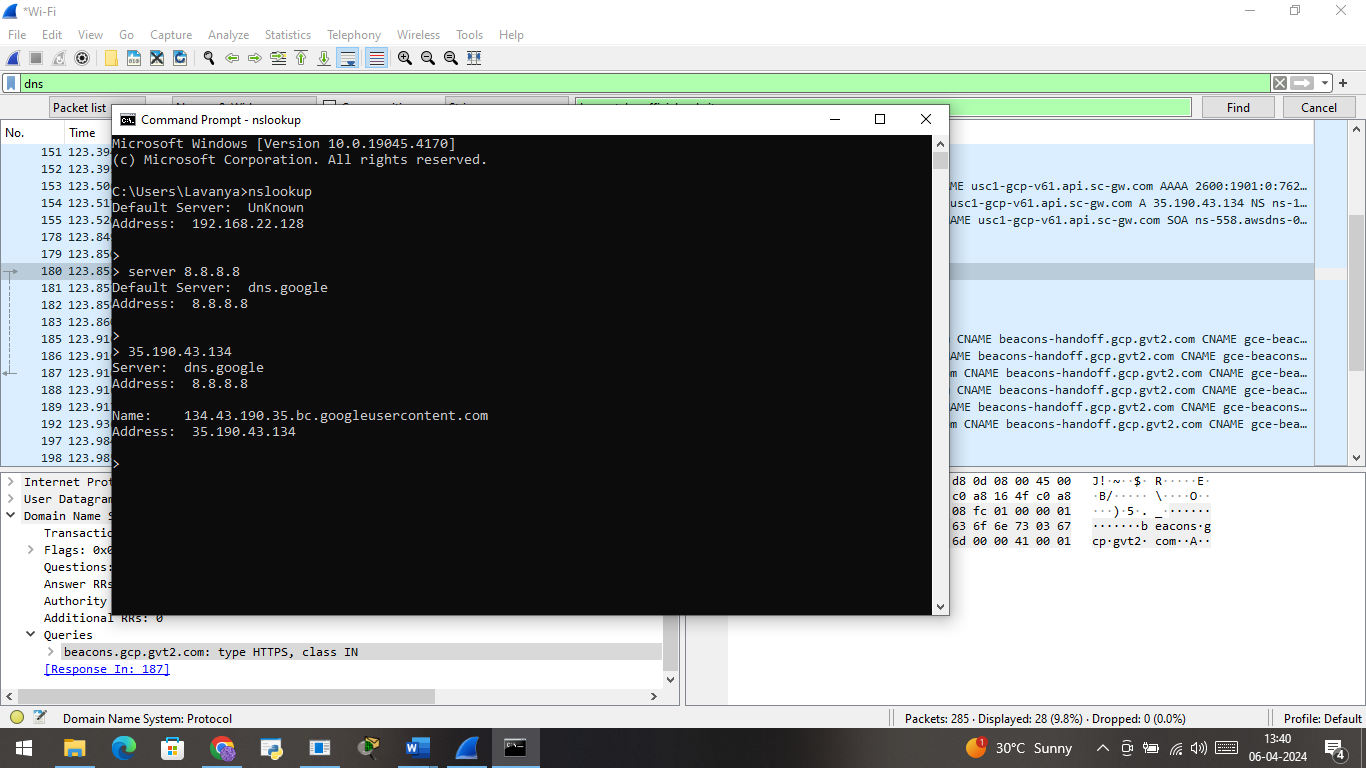 *Wi-Fi
File Edit View Go Capture Analyze Statistics Telephony Wireless Tools Help
dns
Packet list
Find Cancel
No. Time
Command Prompt - nslookup
Microsoft Windows [Version 10.0.19045.4170]
(c) Microsoft Corporation. All rights reserved.
C:\Users\Lavanya>nslookup
Default Server:  UnKnown
Address:  192.168.22.128
>
> server 8.8.8.8
Default Server:  dns.google
Address:  8.8.8.8
>
> 35.190.43.134
Server:  dns.google
Address:  8.8.8.8
Name:    134.43.190.35.bc.googleusercontent.com
Address:  35.190.43.134
>
151 123.39
152 123.39
153 123.50 ME usc1-gcp-v61.api.sc-gw.com AAAA 2600:1901:0:762…
154 123.51 usc1-gcp-v61.api.sc-gw.com A 35.190.43.134 NS ns-1…
155 123.52 AME usc1-gcp-v61.api.sc-gw.com SOA ns-558.awsdns-0…
178 123.84
179 123.85
180 123.85
181 123.85
182 123.85
183 123.86
185 123.91 CNAME beacons-handoff.gcp.gvt2.com CNAME gce-beac…
186 123.91 NAME beacons-handoff.gcp.gvt2.com CNAME gce-bea…
187 123.91 m CNAME beacons-handoff.gcp.gvt2.com CNAME gce-bea…
188 123.91 NAME beacons-handoff.gcp.gvt2.com CNAME gce-bea…
189 123.91 AME beacons-handoff.gcp.gvt2.com CNAME gce-bea…
192 123.93 m CNAME beacons-handoff.gcp.gvt2.com CNAME gce-bea…
197 123.98
198 123.98
Internet Prot
User Datagram
Domain Name S
Transactio
Flags: 0x0
Questions:
Answer RRs
Authority
Additional RRs: 0
Queries
beacons.gcp.gvt2.com: type HTTPS, class IN
[Response In: 187]
d8 0d 08 00 45 00 J!·~··$· R·····E·
c0 a8 16 4f c0 a8 ·B/····· \····O··
08 fc 01 00 00 01 ···)·5·. _·······
63 6f 6e 73 03 67 ·······b eacons·g
6d 00 00 41 00 01 cp·gvt2· com··A··
Domain Name System: Protocol
Packets: 285 · Displayed: 28 (9.8%) · Dropped: 0 (0.0%)
Profile: Default
1
30°C Sunny
13:40
06-04-2024
4